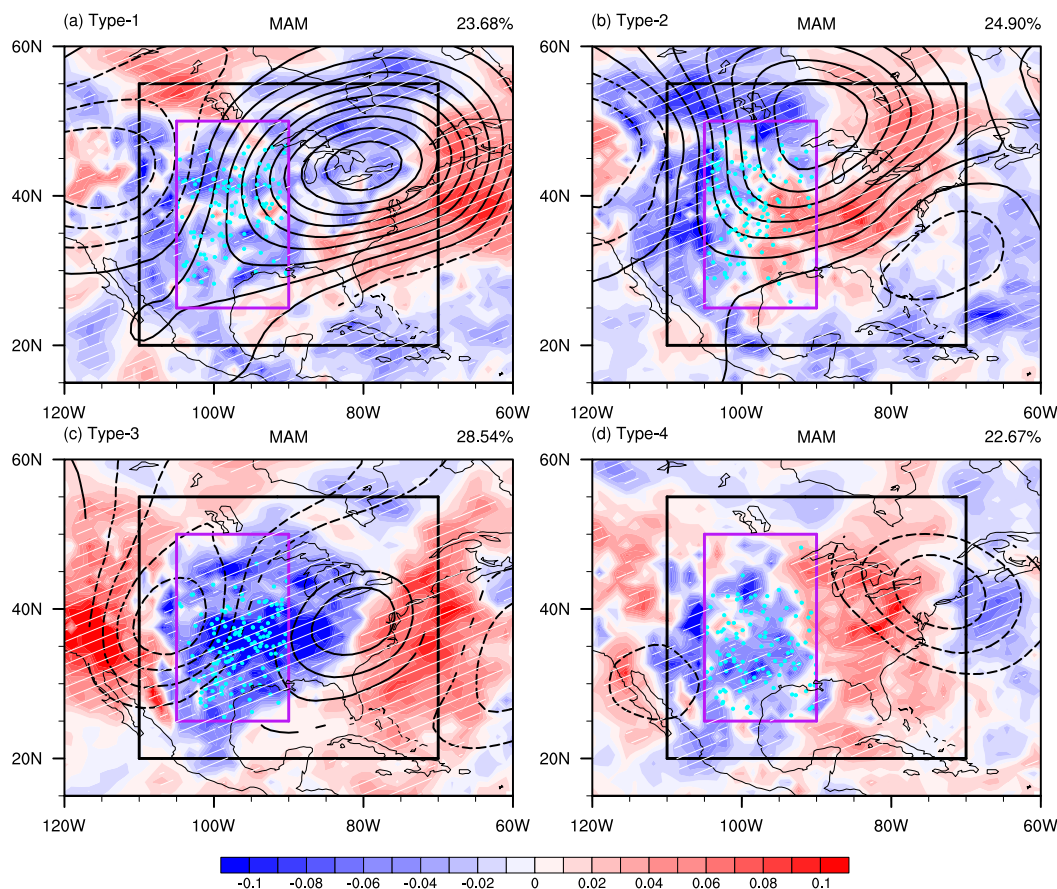 (a) Type-1 MAM 23.68%
(b) Type-2 MAM 24.90%
60N
40N
20N
120W 100W 80W 60W
60N
40N
20N
120W 100W 80W 60W
(c) Type-3 MAM 28.54%
(d) Type-4 MAM 22.67%
60N
40N
20N
120W 100W 80W 60W
60N
40N
20N
120W 100W 80W 60W
-0.1 -0.08 -0.06 -0.04 -0.02 0 0.02 0.04 0.06 0.08 0.1